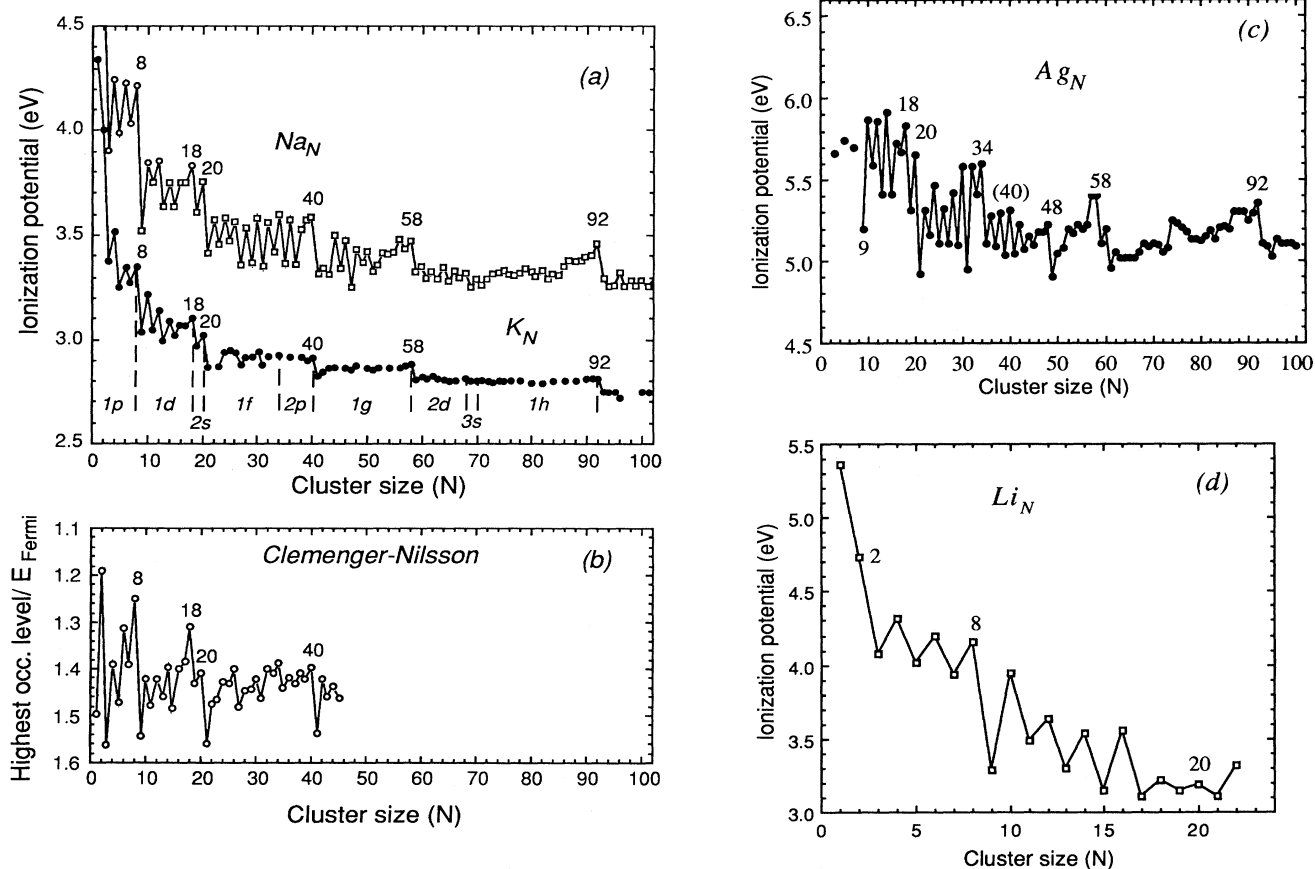 (a)
Na_N
K_N
Ionization potential (eV)
4.5
4.0
3.5
3.0
2.5
8
18
20
40
58
92
8
18
20
40
58
92
1p
1d
2s
1f
2p
1g
2d
3s
1h
0 10 20 30 40 50 60 70 80 90 100
Cluster size (N)
(b)
Clemenger-Nilsson
Highest occ. level/ E_Fermi
1.1
1.2
1.3
1.4
1.5
1.6
8
18
20
40
0 10 20 30 40 50 60 70 80 90 100
Cluster size (N)
(c)
Ag_N
Ionization potential (eV)
6.5
6.0
5.5
5.0
4.5
9
18
20
34
(40)
48
58
92
0 10 20 30 40 50 60 70 80 90 100
Cluster size (N)
(d)
Li_N
Ionization potential (eV)
5.5
5.0
4.5
4.0
3.5
3.0
2
8
20
0 5 10 15 20
Cluster size (N)